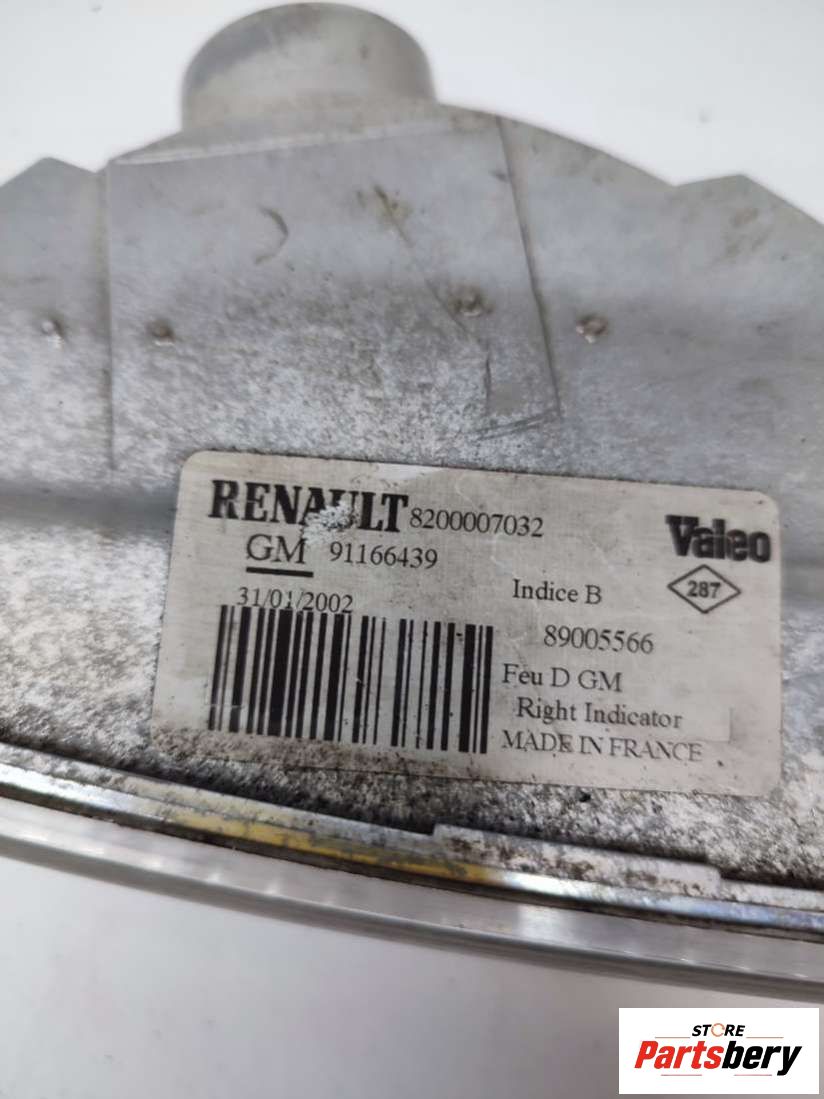 RENAULT 8200007032
Valeo
GM 91166439
287
31/01/2002
Indice B
89005566
Feu D GM
Right Indicator
MADE IN FRANCE
STORE
Partsbery